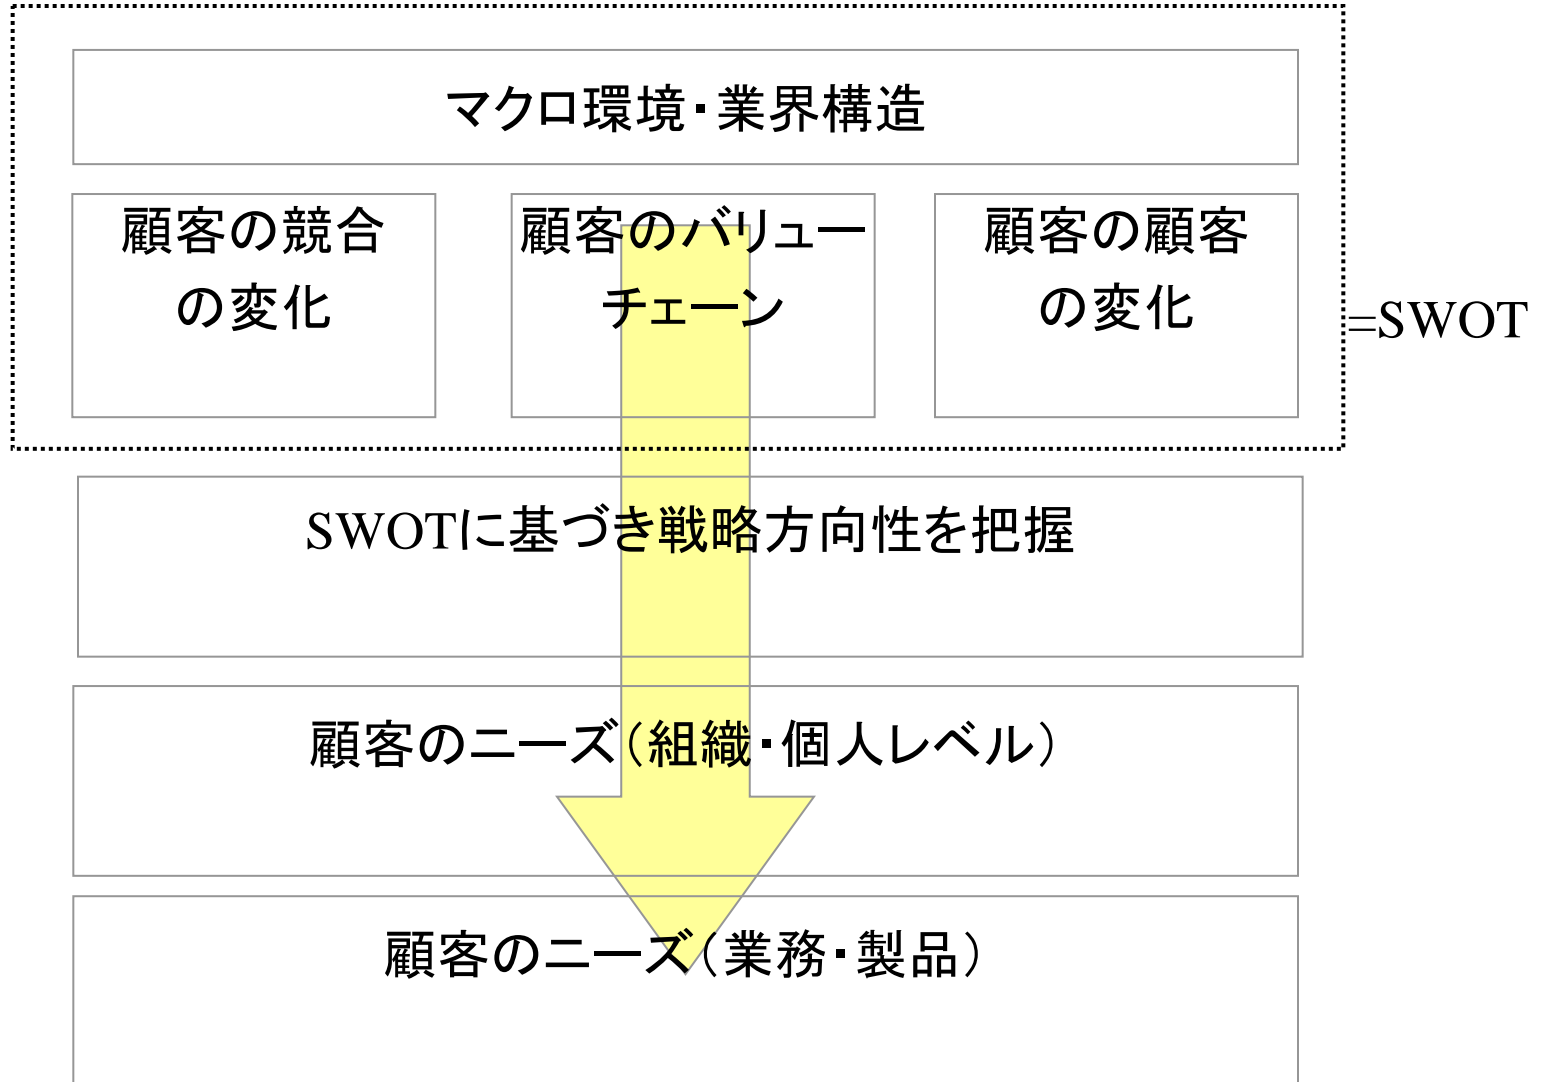 マクロ環境・業界構造
顧客の競合
の変化
顧客のバリュー
チェーン
顧客の顧客
の変化
=SWOT
SWOTに基づき戦略方向性を把握
顧客のニーズ（組織・個人レベル）
顧客のニーズ（業務・製品）